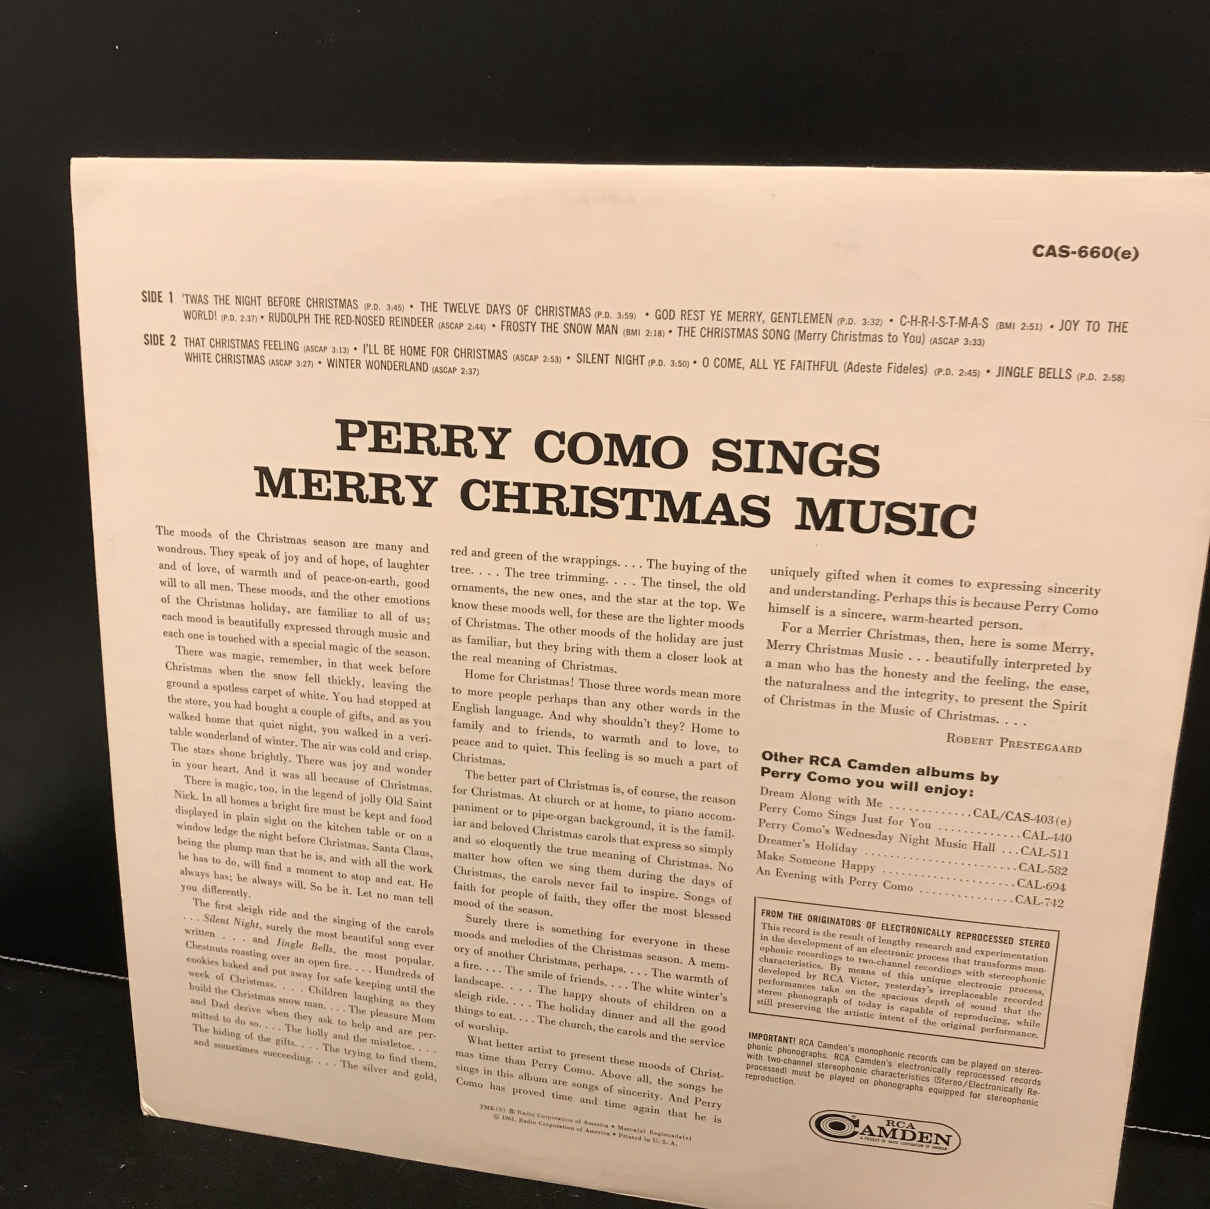 CAS-660(e)
SIDE 1 'TWAS THE NIGHT BEFORE CHRISTMAS (P.D. 3:45) • THE TWELVE DAYS OF CHRISTMAS (P.D. 3:59) • GOD REST YE MERRY, GENTLEMEN (P.D. 3:32) • C-H-R-I-S-T-M-A-S (BMI 2:51) • JOY TO THE
WORLD! (P.D. 2:37) • RUDOLPH THE RED-NOSED REINDEER (ASCAP 2:44) • FROSTY THE SNOW MAN (BMI 2:18) • THE CHRISTMAS SONG (Merry Christmas to You) (ASCAP 3:33)
SIDE 2 THAT CHRISTMAS FEELING (ASCAP 3:13) • I'LL BE HOME FOR CHRISTMAS (ASCAP 2:53) • SILENT NIGHT (P.D. 3:50) • O COME, ALL YE FAITHFUL (Adeste Fideles) (P.D. 2:45) • JINGLE BELLS (P.D. 2:58)
WHITE CHRISTMAS (ASCAP 3:27) • WINTER WONDERLAND (ASCAP 2:37)
PERRY COMO SINGS
MERRY CHRISTMAS MUSIC
The moods of the Christmas season are many and
wondrous. They speak of joy and of hope, of laughter
and of love, of warmth and of peace-on-earth, good
will to all men. These moods, and the other emotions
of the Christmas holiday, are familiar to all of us;
each mood is beautifully expressed through music and
each one is touched with a special magic of the season.
There was magic, remember, in that week before
Christmas when the snow fell thickly, leaving the
ground a spotless carpet of white. You had stopped at
the store, you had bought a couple of gifts, and as you
walked home that quiet night, you walked in a veri-
table wonderland of winter. The air was cold and crisp.
The stars shone brightly. There was joy and wonder
in your heart. And it was all because of Christmas.
There is magic, too, in the legend of jolly Old Saint
Nick. In all homes a bright fire must be kept and food
displayed in plain sight on the kitchen table or on a
window ledge the night before Christmas. Santa Claus,
being the plump man that he is, and with all the work
he has to do, will find a moment to stop and eat. He
always has; he always will. So be it. Let no man tell
you differently.
The first sleigh ride and the singing of the carols
. . . Silent Night, surely the most beautiful song ever
written . . . and Jingle Bells, the most popular.
Chestnuts roasting over an open fire. . . . Hundreds of
cookies baked and put away for safe keeping until the
week of Christmas. . . . Children laughing as they
build the Christmas snow man. . . . The pleasure Mom
and Dad derive when they ask to help and are per-
mitted to do so. . . . The holly and the mistletoe. . . .
The hiding of the gifts. . . . The trying to find them,
and sometimes succeeding. . . . The silver and gold,
red and green of the wrappings. . . . The buying of the
tree. . . . The tree trimming. . . . The tinsel, the old
ornaments, the new ones, and the star at the top. We
know these moods well, for these are the lighter moods
of Christmas. The other moods of the holiday are just
as familiar, but they bring with them a closer look at
the real meaning of Christmas.
Home for Christmas! Those three words mean more
to more people perhaps than any other words in the
English language. And why shouldn't they? Home to
family and to friends, to warmth and to love, to
peace and to quiet. This feeling is so much a part of
Christmas.
The better part of Christmas is, of course, the reason
for Christmas. At church or at home, to piano accom-
paniment or to pipe-organ background, it is the famil-
iar and beloved Christmas carols that express so simply
and so eloquently the true meaning of Christmas. No
matter how often we sing them during the days of
Christmas, the carols never fail to inspire. Songs of
faith for people of faith, they offer the most blessed
mood of the season.
Surely there is something for everyone in these
moods and melodies of the Christmas season. A mem-
ory of another Christmas, perhaps. . . . The warmth of
a fire. . . . The smile of friends. . . . The white winter's
landscape. . . . The happy shouts of children on a
sleigh ride. . . . The holiday dinner and all the good
things to eat. . . . The church, the carols and the service
of worship.
What better artist to present these moods of Christ-
mas time than Perry Como. Above all, the songs he
sings in this album are songs of sincerity. And Perry
Como has proved time and time again that he is
uniquely gifted when it comes to expressing sincerity
and understanding. Perhaps this is because Perry Como
himself is a sincere, warm-hearted person.
For a Merrier Christmas, then, here is some Merry,
Merry Christmas Music . . . beautifully interpreted by
a man who has the honesty and the feeling, the ease,
the naturalness and the integrity, to present the Spirit
of Christmas in the Music of Christmas. . . .
ROBERT PRESTEGAARD
Other RCA Camden albums by
Perry Como you will enjoy:
Dream Along with Me . . . . . . . . . . . . CAL/CAS-403(e)
Perry Como Sings Just for You . . . . . . . . . . . . . CAL-440
Perry Como's Wednesday Night Music Hall . . . CAL-511
Dreamer's Holiday . . . . . . . . . . . . . . . . . . . . . . . CAL-582
Make Someone Happy . . . . . . . . . . . . . . . . . . . . CAL-694
An Evening with Perry Como . . . . . . . . . . . . . . CAL-742
FROM THE ORIGINATORS OF ELECTRONICALLY REPROCESSED STEREO
This record is the result of lengthy research and experimentation
in the development of an electronic process that transforms mon-
ophonic recordings to two-channel recordings with stereophonic
characteristics. By means of this unique electronic process,
developed by RCA Victor, yesterday's irreplaceable recorded
performances take on the spacious depth of sound that the
stereo phonograph of today is capable of reproducing, while
still preserving the artistic intent of the original performance.
IMPORTANT! RCA Camden's monophonic records can be played on stereo-
phonic phonographs. RCA Camden's electronically reprocessed records
with two-channel stereophonic characteristics (Stereo/Electronically Re-
processed) must be played on phonographs equipped for stereophonic
reproduction.
TMK(s) ® Radio Corporation of America • Marca(s) Registrada(s)
© 1961, Radio Corporation of America • Printed in U. S. A.
RCA
CAMDEN
A PRODUCT OF RADIO CORPORATION OF AMERICA